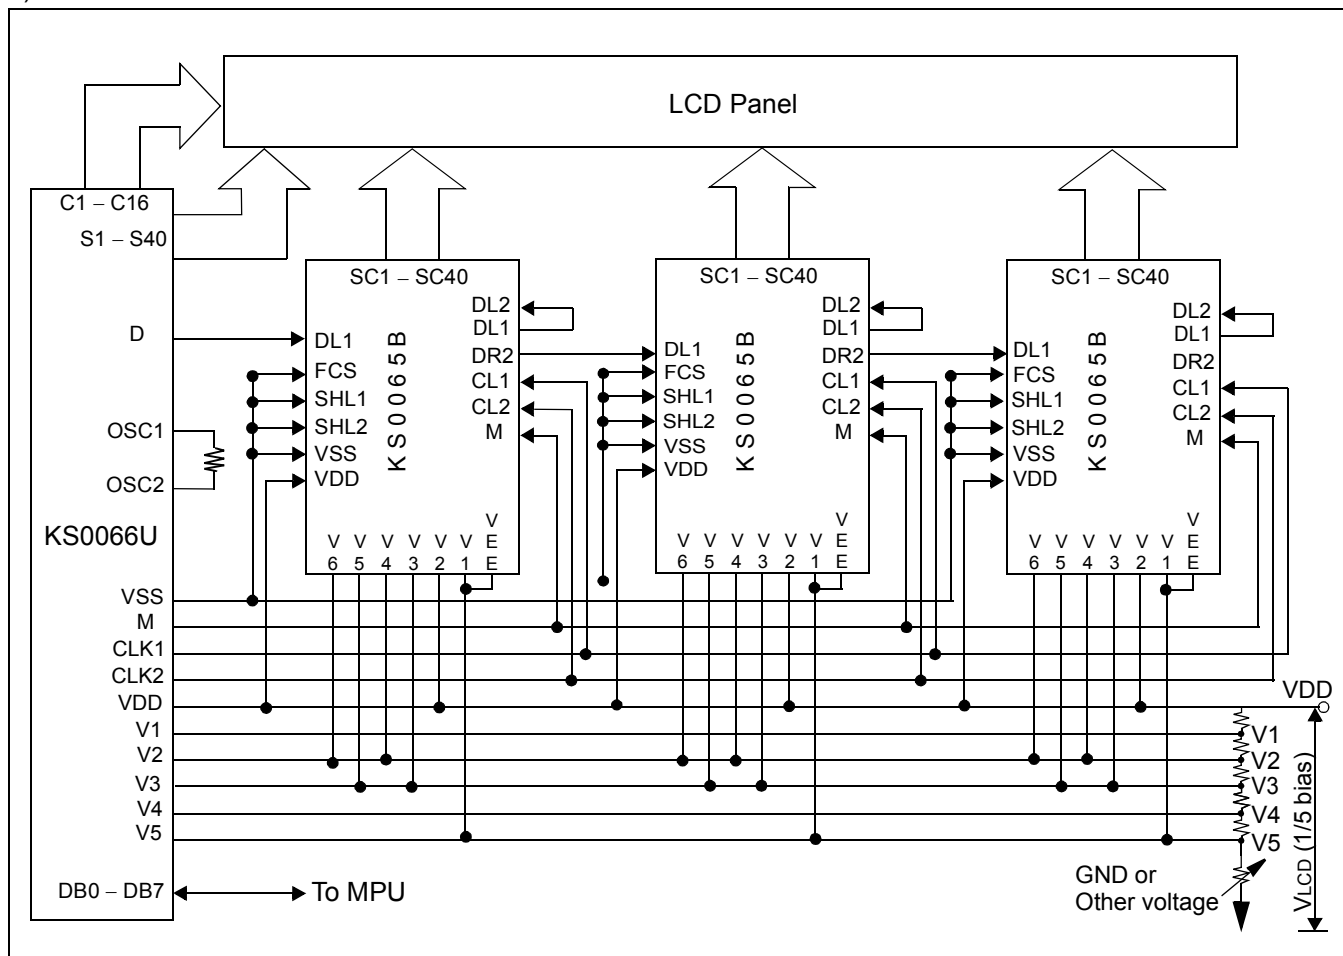 LCD Panel
C1 – C16
S1 – S40
D
OSC1
OSC2
KS0066U
VSS
M
CLK1
CLK2
VDD
V1
V2
V3
V4
V5
DB0 – DB7
To MPU
SC1 – SC40
DL2
DL1
DL1
DR2
FCS
CL1
SHL1
CL2
SHL2
M
VSS
VDD
KS0065B
V6
V5
V4
V3
V2
V1
VEE
SC1 – SC40
DL2
DL1
DL1
DR2
FCS
CL1
SHL1
CL2
SHL2
M
VSS
VDD
KS0065B
V6
V5
V4
V3
V2
V1
VEE
SC1 – SC40
DL2
DL1
DL1
DR2
FCS
CL1
SHL1
CL2
SHL2
M
VSS
VDD
KS0065B
V6
V5
V4
V3
V2
V1
VEE
VDD
V1
V2
V3
V4
V5
GND or
Other voltage
VLCD (1/5 bias)